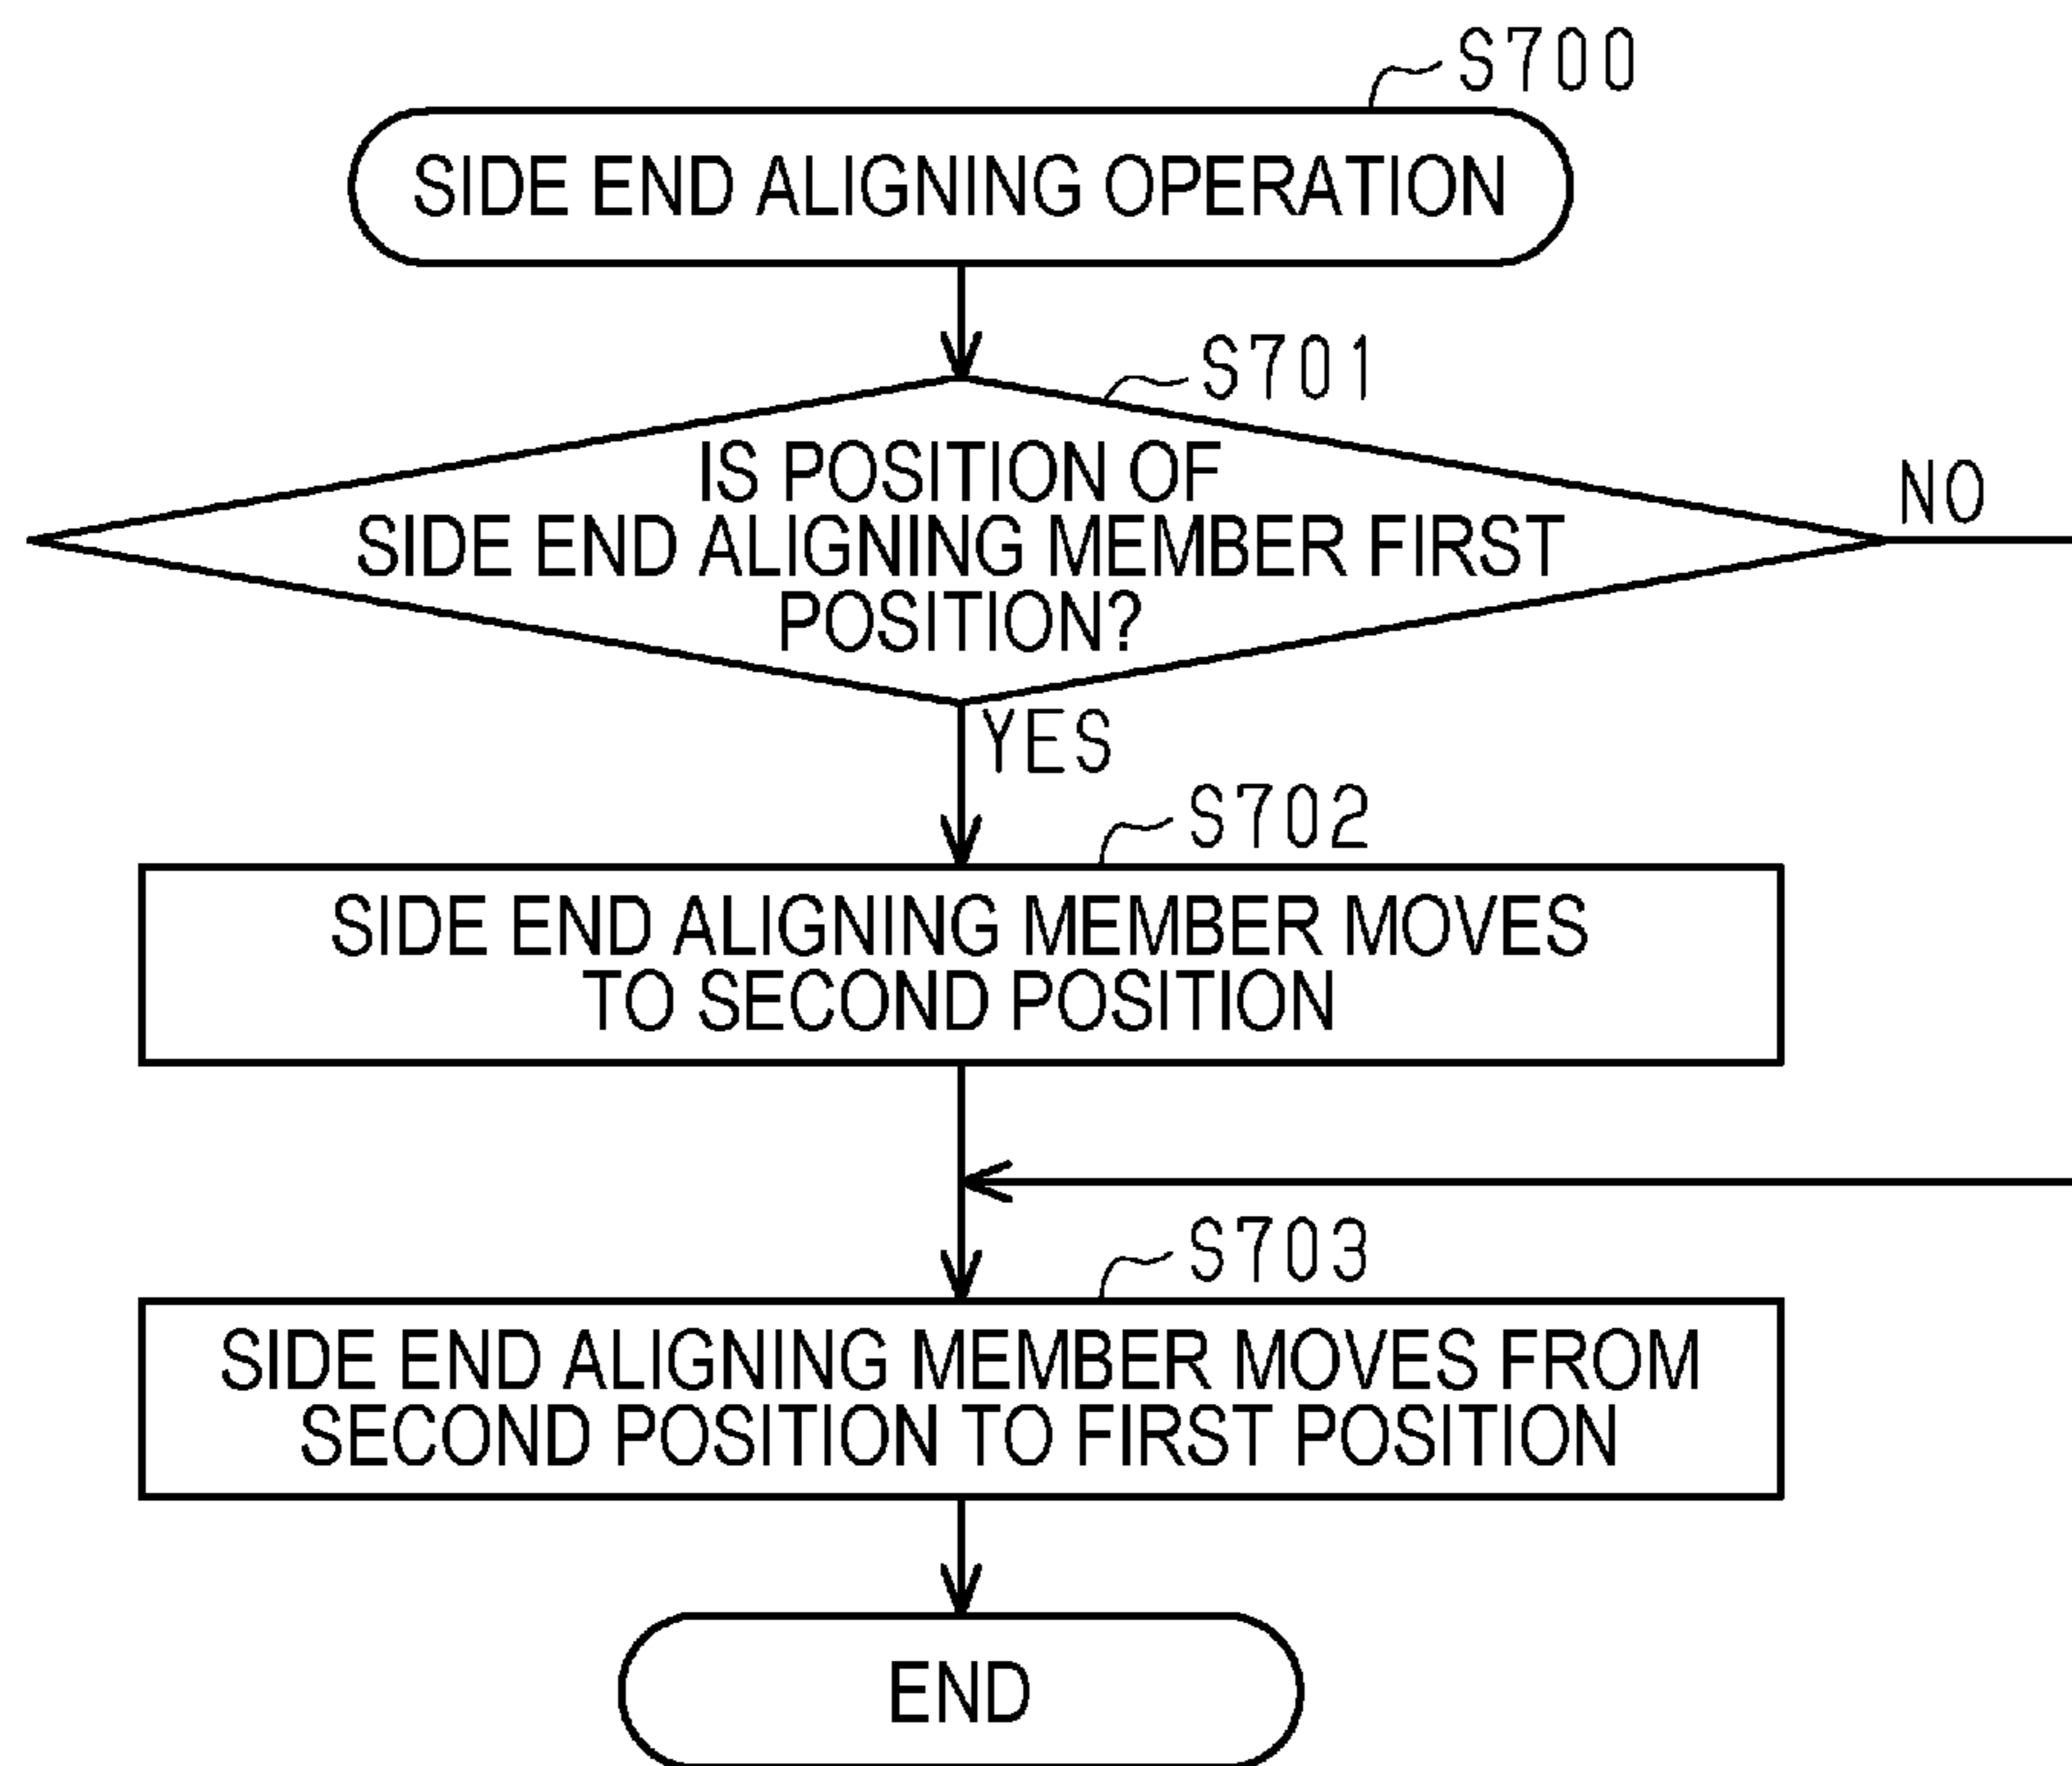 S700
SIDE END ALIGNING OPERATION
S701
IS POSITION OF
SIDE END ALIGNING MEMBER FIRST
POSITION?
NO
YES
S702
SIDE END ALIGNING MEMBER MOVES
TO SECOND POSITION
S703
SIDE END ALIGNING MEMBER MOVES FROM
SECOND POSITION TO FIRST POSITION
END